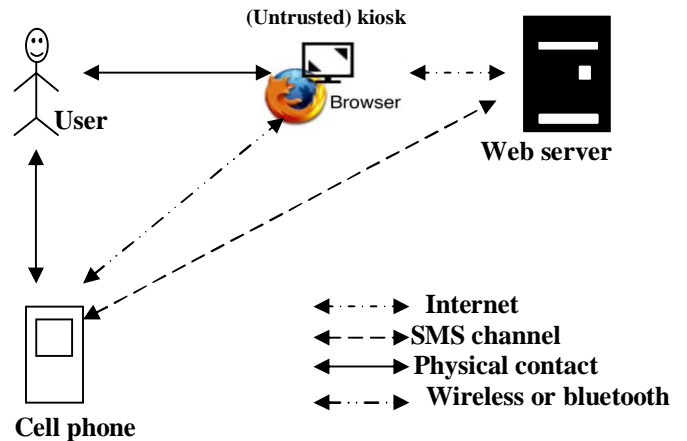 (Untrusted) kiosk
Browser
User
Web server
Internet
SMS channel
Physical contact
Wireless or bluetooth
Cell phone